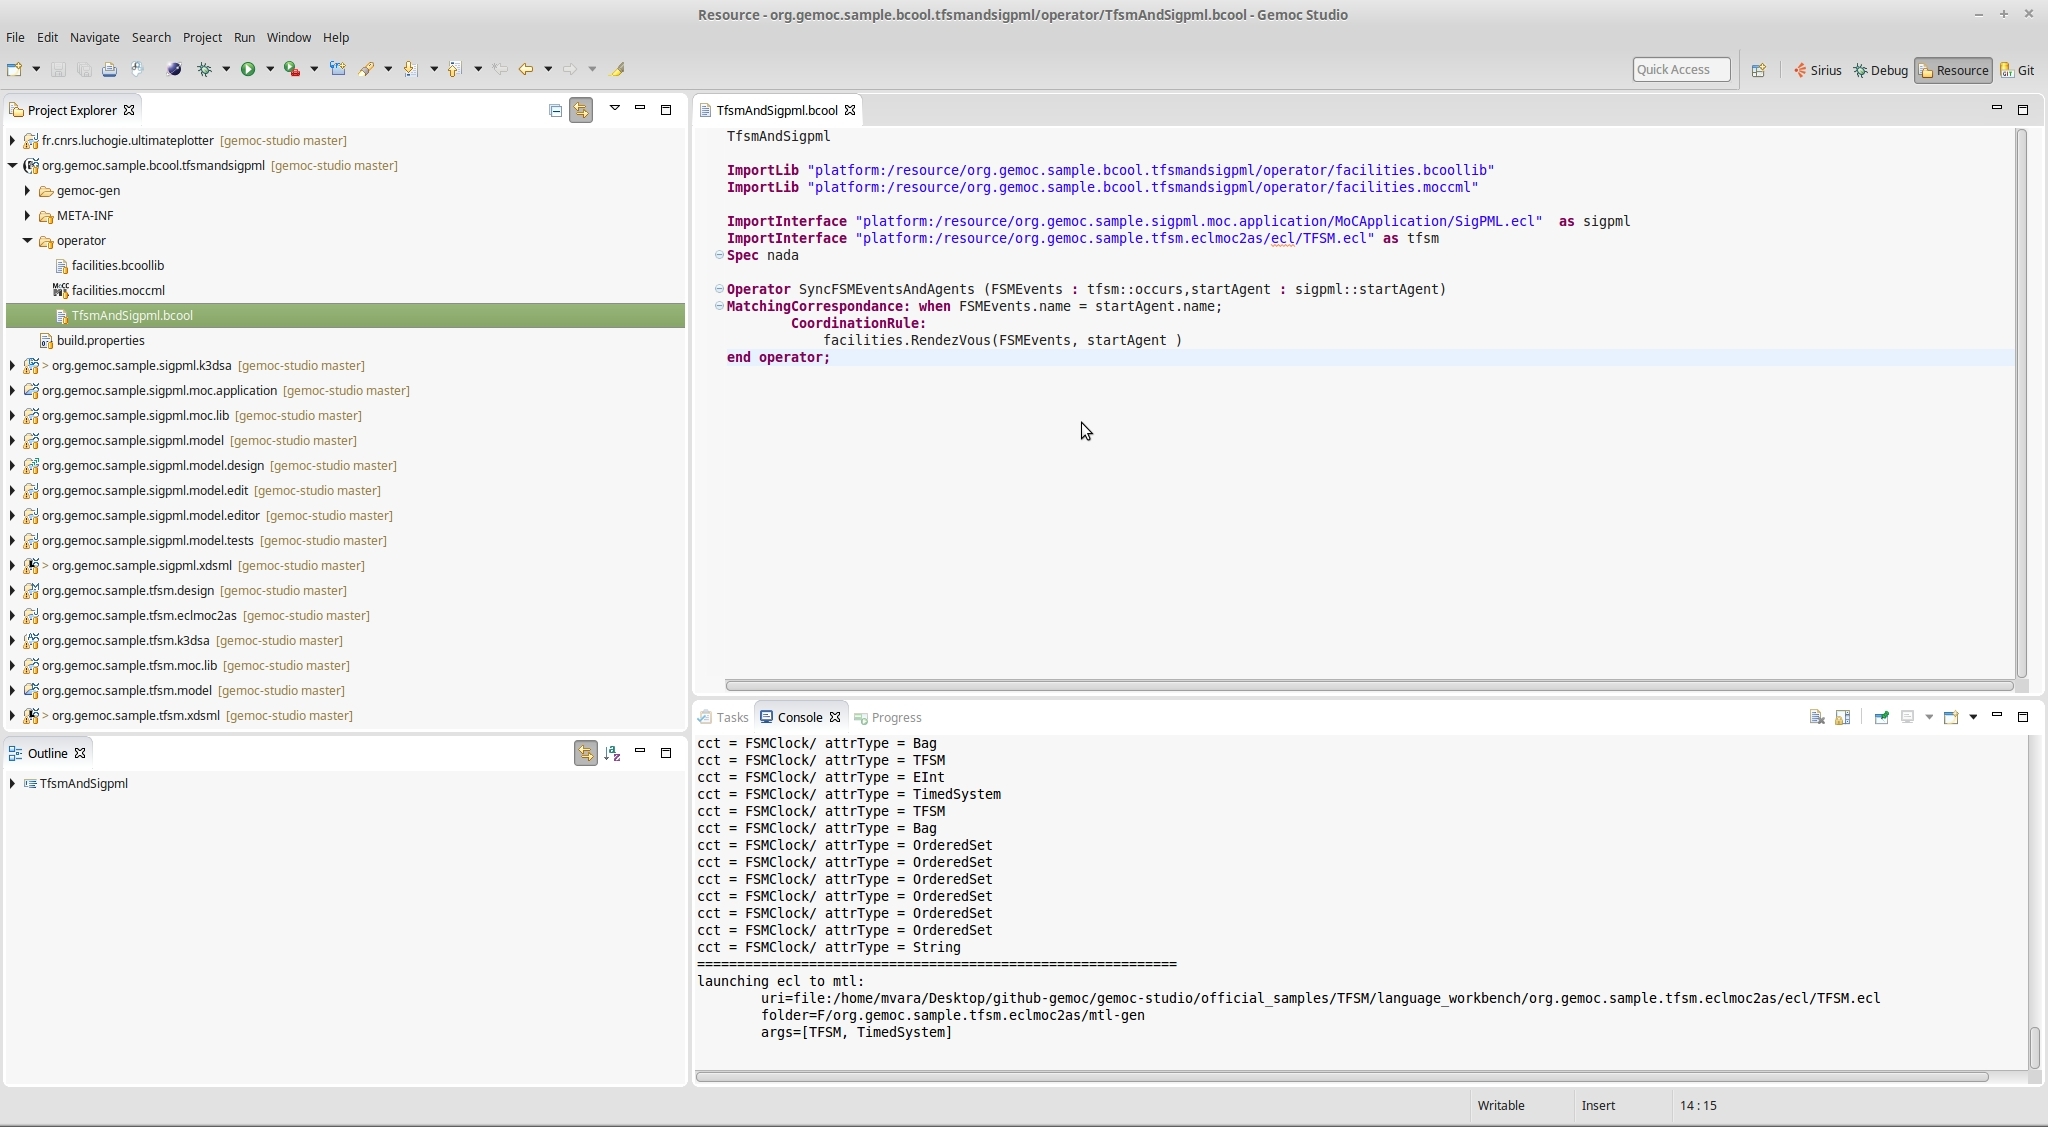 Resource - org.gemoc.sample.bcool.tfsmandsigpml/operator/TfsmAndSigpml.bcool - Gemoc Studio
File Edit Navigate Search Project Run Window Help
Quick Access Sirius Debug Resource Git
Project Explorer
fr.cnrs.luchogie.ultimateplotter [gemoc-studio master]
org.gemoc.sample.bcool.tfsmandsigpml [gemoc-studio master]
gemoc-gen
META-INF
operator
facilities.bcoollib
facilities.moccml
TfsmAndSigpml.bcool
build.properties
> org.gemoc.sample.sigpml.k3dsa [gemoc-studio master]
org.gemoc.sample.sigpml.moc.application [gemoc-studio master]
org.gemoc.sample.sigpml.moc.lib [gemoc-studio master]
org.gemoc.sample.sigpml.model [gemoc-studio master]
org.gemoc.sample.sigpml.model.design [gemoc-studio master]
org.gemoc.sample.sigpml.model.edit [gemoc-studio master]
org.gemoc.sample.sigpml.model.editor [gemoc-studio master]
org.gemoc.sample.sigpml.model.tests [gemoc-studio master]
> org.gemoc.sample.sigpml.xdsml [gemoc-studio master]
org.gemoc.sample.tfsm.design [gemoc-studio master]
org.gemoc.sample.tfsm.eclmoc2as [gemoc-studio master]
org.gemoc.sample.tfsm.k3dsa [gemoc-studio master]
org.gemoc.sample.tfsm.moc.lib [gemoc-studio master]
org.gemoc.sample.tfsm.model [gemoc-studio master]
> org.gemoc.sample.tfsm.xdsml [gemoc-studio master]
Outline
TfsmAndSigpml
TfsmAndSigpml.bcool
TfsmAndSigpml
ImportLib "platform:/resource/org.gemoc.sample.bcool.tfsmandsigpml/operator/facilities.bcoollib"
ImportLib "platform:/resource/org.gemoc.sample.bcool.tfsmandsigpml/operator/facilities.moccml"
ImportInterface "platform:/resource/org.gemoc.sample.sigpml.moc.application/MoCApplication/SigPML.ecl"  as sigpml
ImportInterface "platform:/resource/org.gemoc.sample.tfsm.eclmoc2as/ecl/TFSM.ecl" as tfsm
Spec nada
Operator SyncFSMEventsAndAgents (FSMEvents : tfsm::occurs,startAgent : sigpml::startAgent)
MatchingCorrespondance: when FSMEvents.name = startAgent.name;
CoordinationRule:
facilities.RendezVous(FSMEvents, startAgent )
end operator;
Tasks Console Progress
cct = FSMClock/ attrType = Bag
cct = FSMClock/ attrType = TFSM
cct = FSMClock/ attrType = EInt
cct = FSMClock/ attrType = TimedSystem
cct = FSMClock/ attrType = TFSM
cct = FSMClock/ attrType = Bag
cct = FSMClock/ attrType = OrderedSet
cct = FSMClock/ attrType = OrderedSet
cct = FSMClock/ attrType = OrderedSet
cct = FSMClock/ attrType = OrderedSet
cct = FSMClock/ attrType = OrderedSet
cct = FSMClock/ attrType = OrderedSet
cct = FSMClock/ attrType = String
============================================================
launching ecl to mtl:
uri=file:/home/mvara/Desktop/github-gemoc/gemoc-studio/official_samples/TFSM/language_workbench/org.gemoc.sample.tfsm.eclmoc2as/ecl/TFSM.ecl
folder=F/org.gemoc.sample.tfsm.eclmoc2as/mtl-gen
args=[TFSM, TimedSystem]
Writable Insert 14 : 15